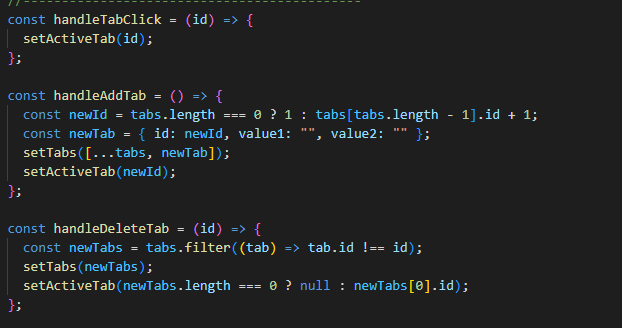 //--------------------------------------------
const handleTabClick = (id) => {
  setActiveTab(id);
};

const handleAddTab = () => {
  const newId = tabs.length === 0 ? 1 : tabs[tabs.length - 1].id + 1;
  const newTab = { id: newId, value1: "", value2: "" };
  setTabs([...tabs, newTab]);
  setActiveTab(newId);
};

const handleDeleteTab = (id) => {
  const newTabs = tabs.filter((tab) => tab.id !== id);
  setTabs(newTabs);
  setActiveTab(newTabs.length === 0 ? null : newTabs[0].id);
};